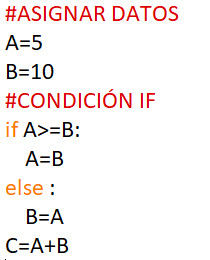 #ASIGNAR DATOS
A=5
B=10
#CONDICIÓN IF
if A>=B:
    A=B
else :
    B=A
C=A+B